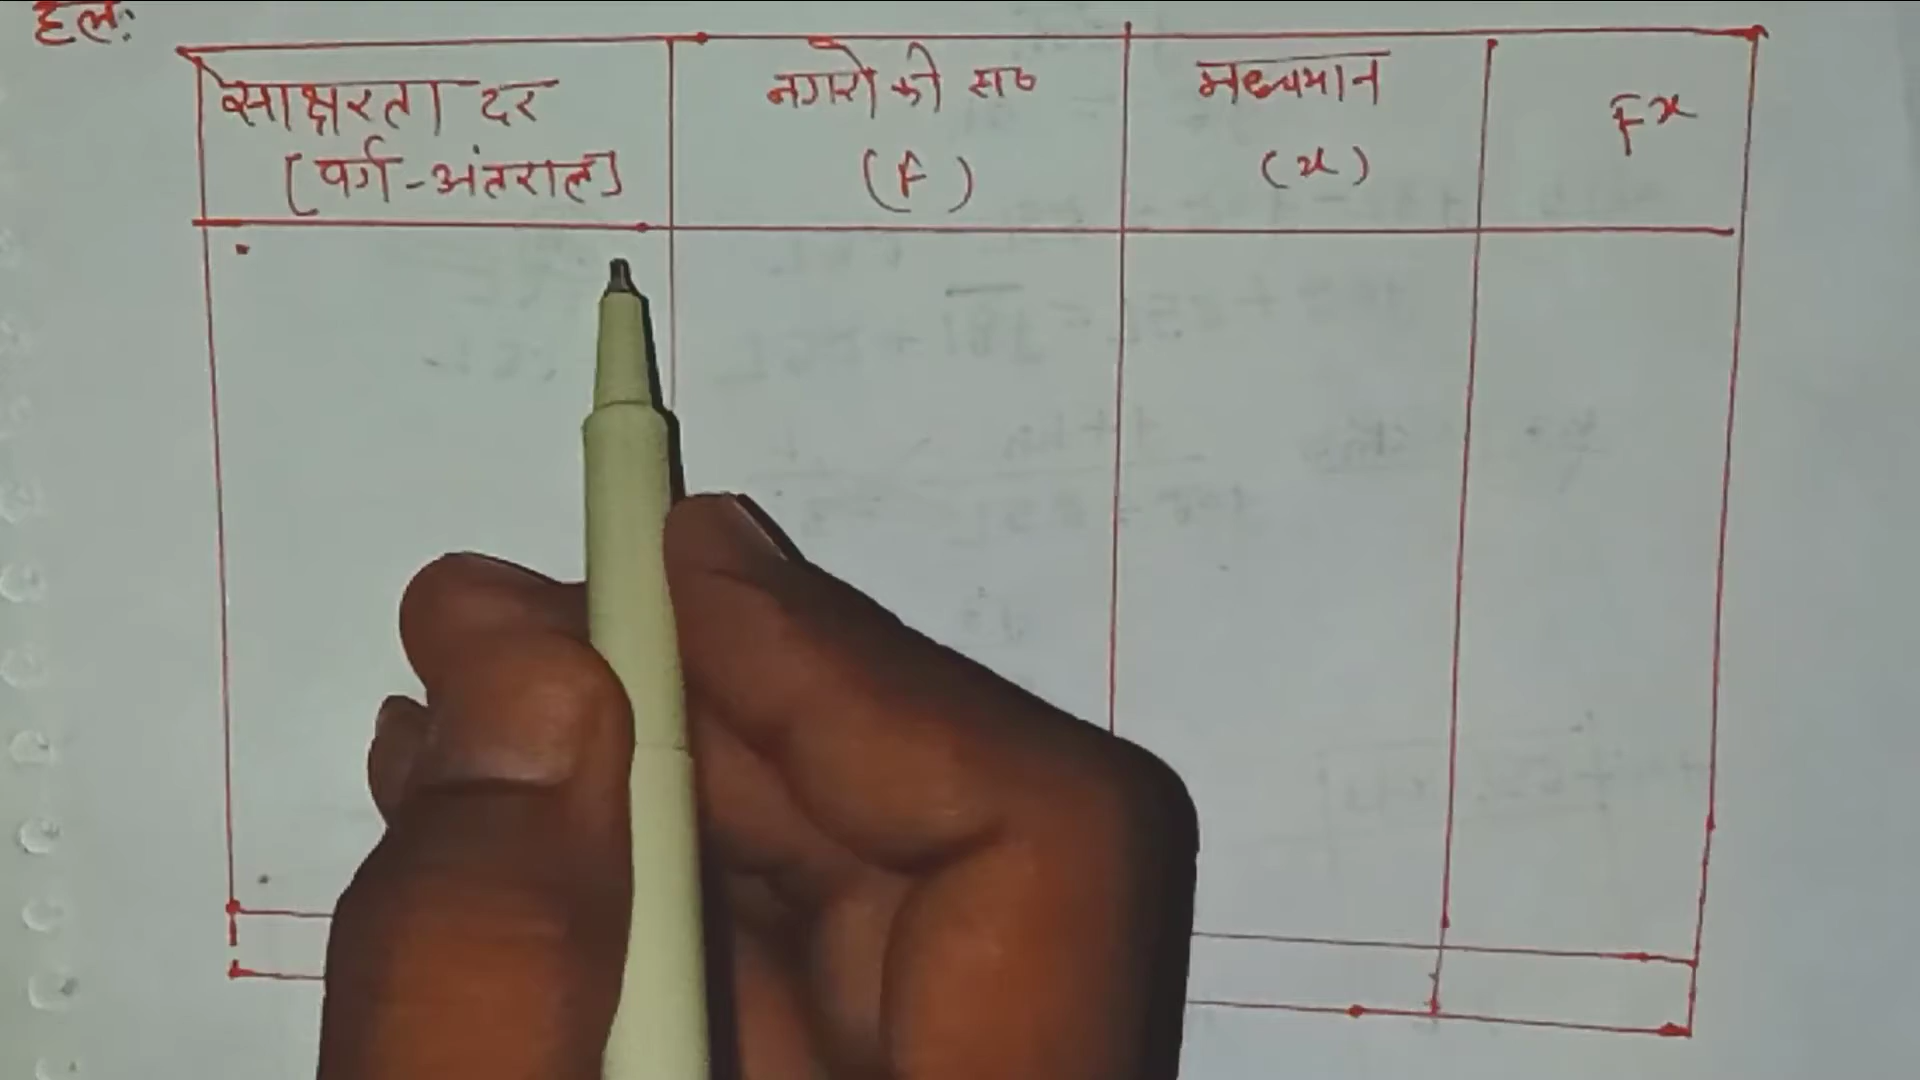 हल:
साक्षरता दर
[वर्ग-अंतराल]
नगरों की सं०
(F)
मध्यमान
(x)
Fx